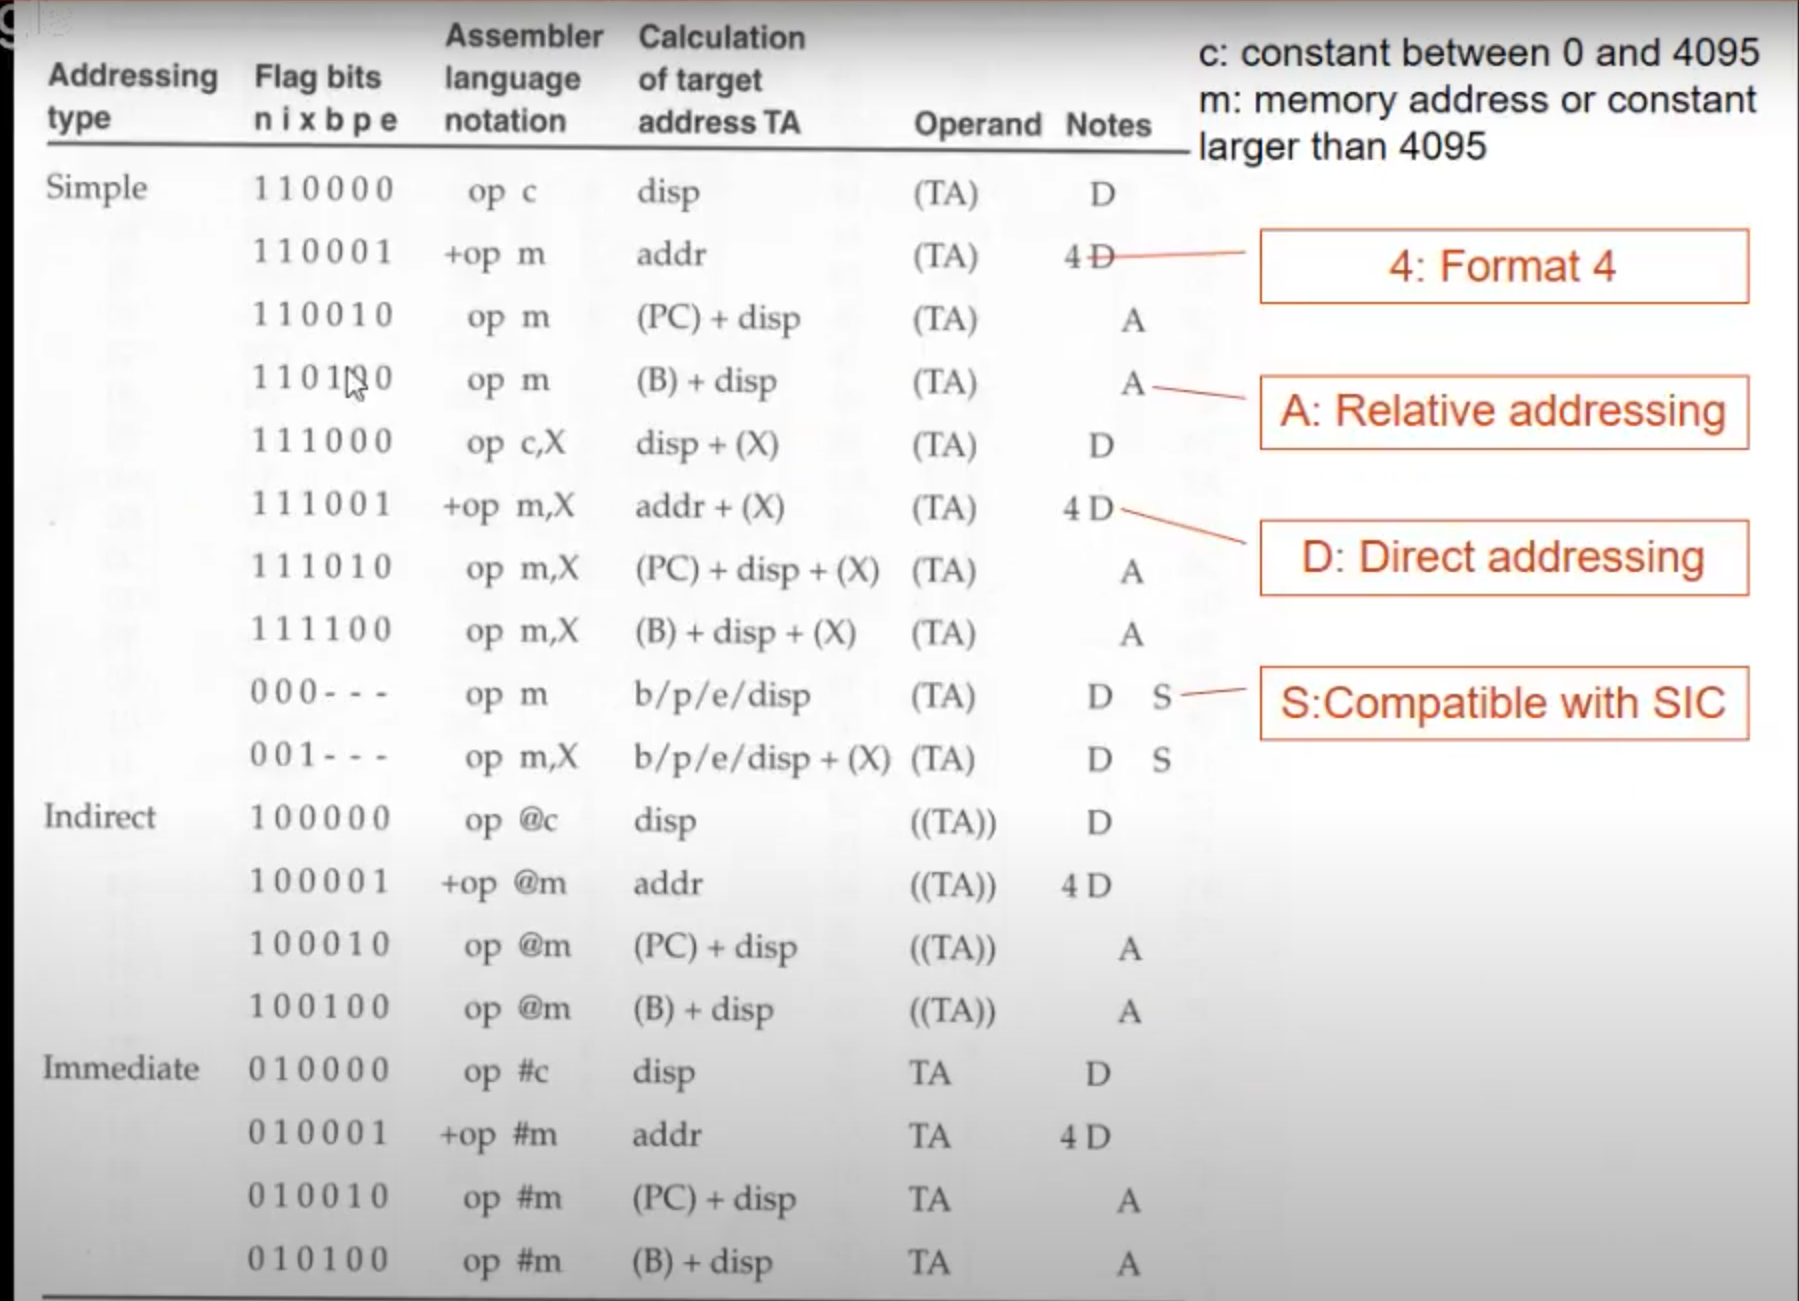 Addressing type Flag bits n i x b p e Assembler language notation Calculation of target address TA Operand Notes
c: constant between 0 and 4095
m: memory address or constant
larger than 4095
Simple 110000 op c disp (TA) D
110001 +op m addr (TA) 4 D
4: Format 4
110010 op m (PC) + disp (TA) A
110100 op m (B) + disp (TA) A
A: Relative addressing
111000 op c,X disp + (X) (TA) D
111001 +op m,X addr + (X) (TA) 4 D
D: Direct addressing
111010 op m,X (PC) + disp + (X) (TA) A
111100 op m,X (B) + disp + (X) (TA) A
000--- op m b/p/e/disp (TA) D S
S:Compatible with SIC
001--- op m,X b/p/e/disp + (X) (TA) D S
Indirect 100000 op @c disp ((TA)) D
100001 +op @m addr ((TA)) 4 D
100010 op @m (PC) + disp ((TA)) A
100100 op @m (B) + disp ((TA)) A
Immediate 010000 op #c disp TA D
010001 +op #m addr TA 4 D
010010 op #m (PC) + disp TA A
010100 op #m (B) + disp TA A